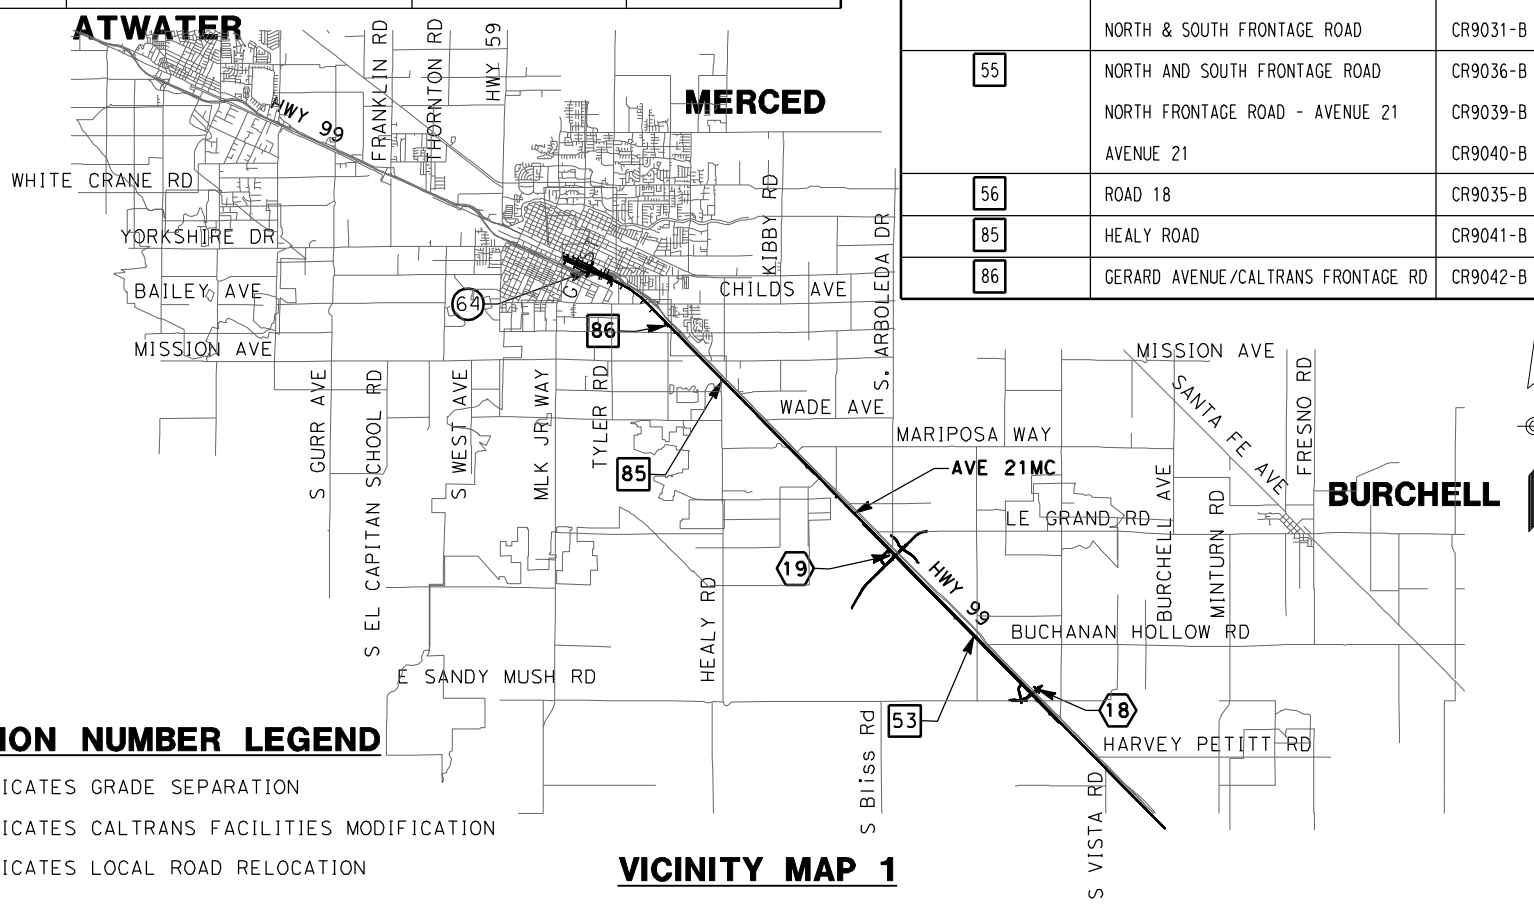 ATWATER
FRANKLIN RD
THORNTON RD
HWY 59
HWY 99
MERCED
WHITE CRANE RD
YORKSHIRE DR
BAILEY AVE
MISSION AVE
KIBBY RD
S. ARBOLEDA DR
CHILDS AVE
64
G
86
S GURR AVE
S EL CAPITAN SCHOOL RD
S WEST AVE
MLK JR WAY
TYLER RD
85
WADE AVE
MARIPOSA WAY
AVE 21MC
LE GRAND RD
MISSION AVE
SANTA FE AVE
FRESNO RD
BURCHELL
BURCHELL AVE
MINTURN RD
19
HWY 99
HEALY RD
BUCHANAN HOLLOW RD
E SANDY MUSH RD
53
18
S Bliss Rd
HARVEY PETITT RD
S VISTA RD
NORTH & SOUTH FRONTAGE ROAD CR9031-B
55 NORTH AND SOUTH FRONTAGE ROAD CR9036-B
NORTH FRONTAGE ROAD - AVENUE 21 CR9039-B
AVENUE 21 CR9040-B
56 ROAD 18 CR9035-B
85 HEALY ROAD CR9041-B
86 GERARD AVENUE/CALTRANS FRONTAGE RD CR9042-B
ION NUMBER LEGEND
ICATES GRADE SEPARATION
ICATES CALTRANS FACILITIES MODIFICATION
ICATES LOCAL ROAD RELOCATION
VICINITY MAP 1